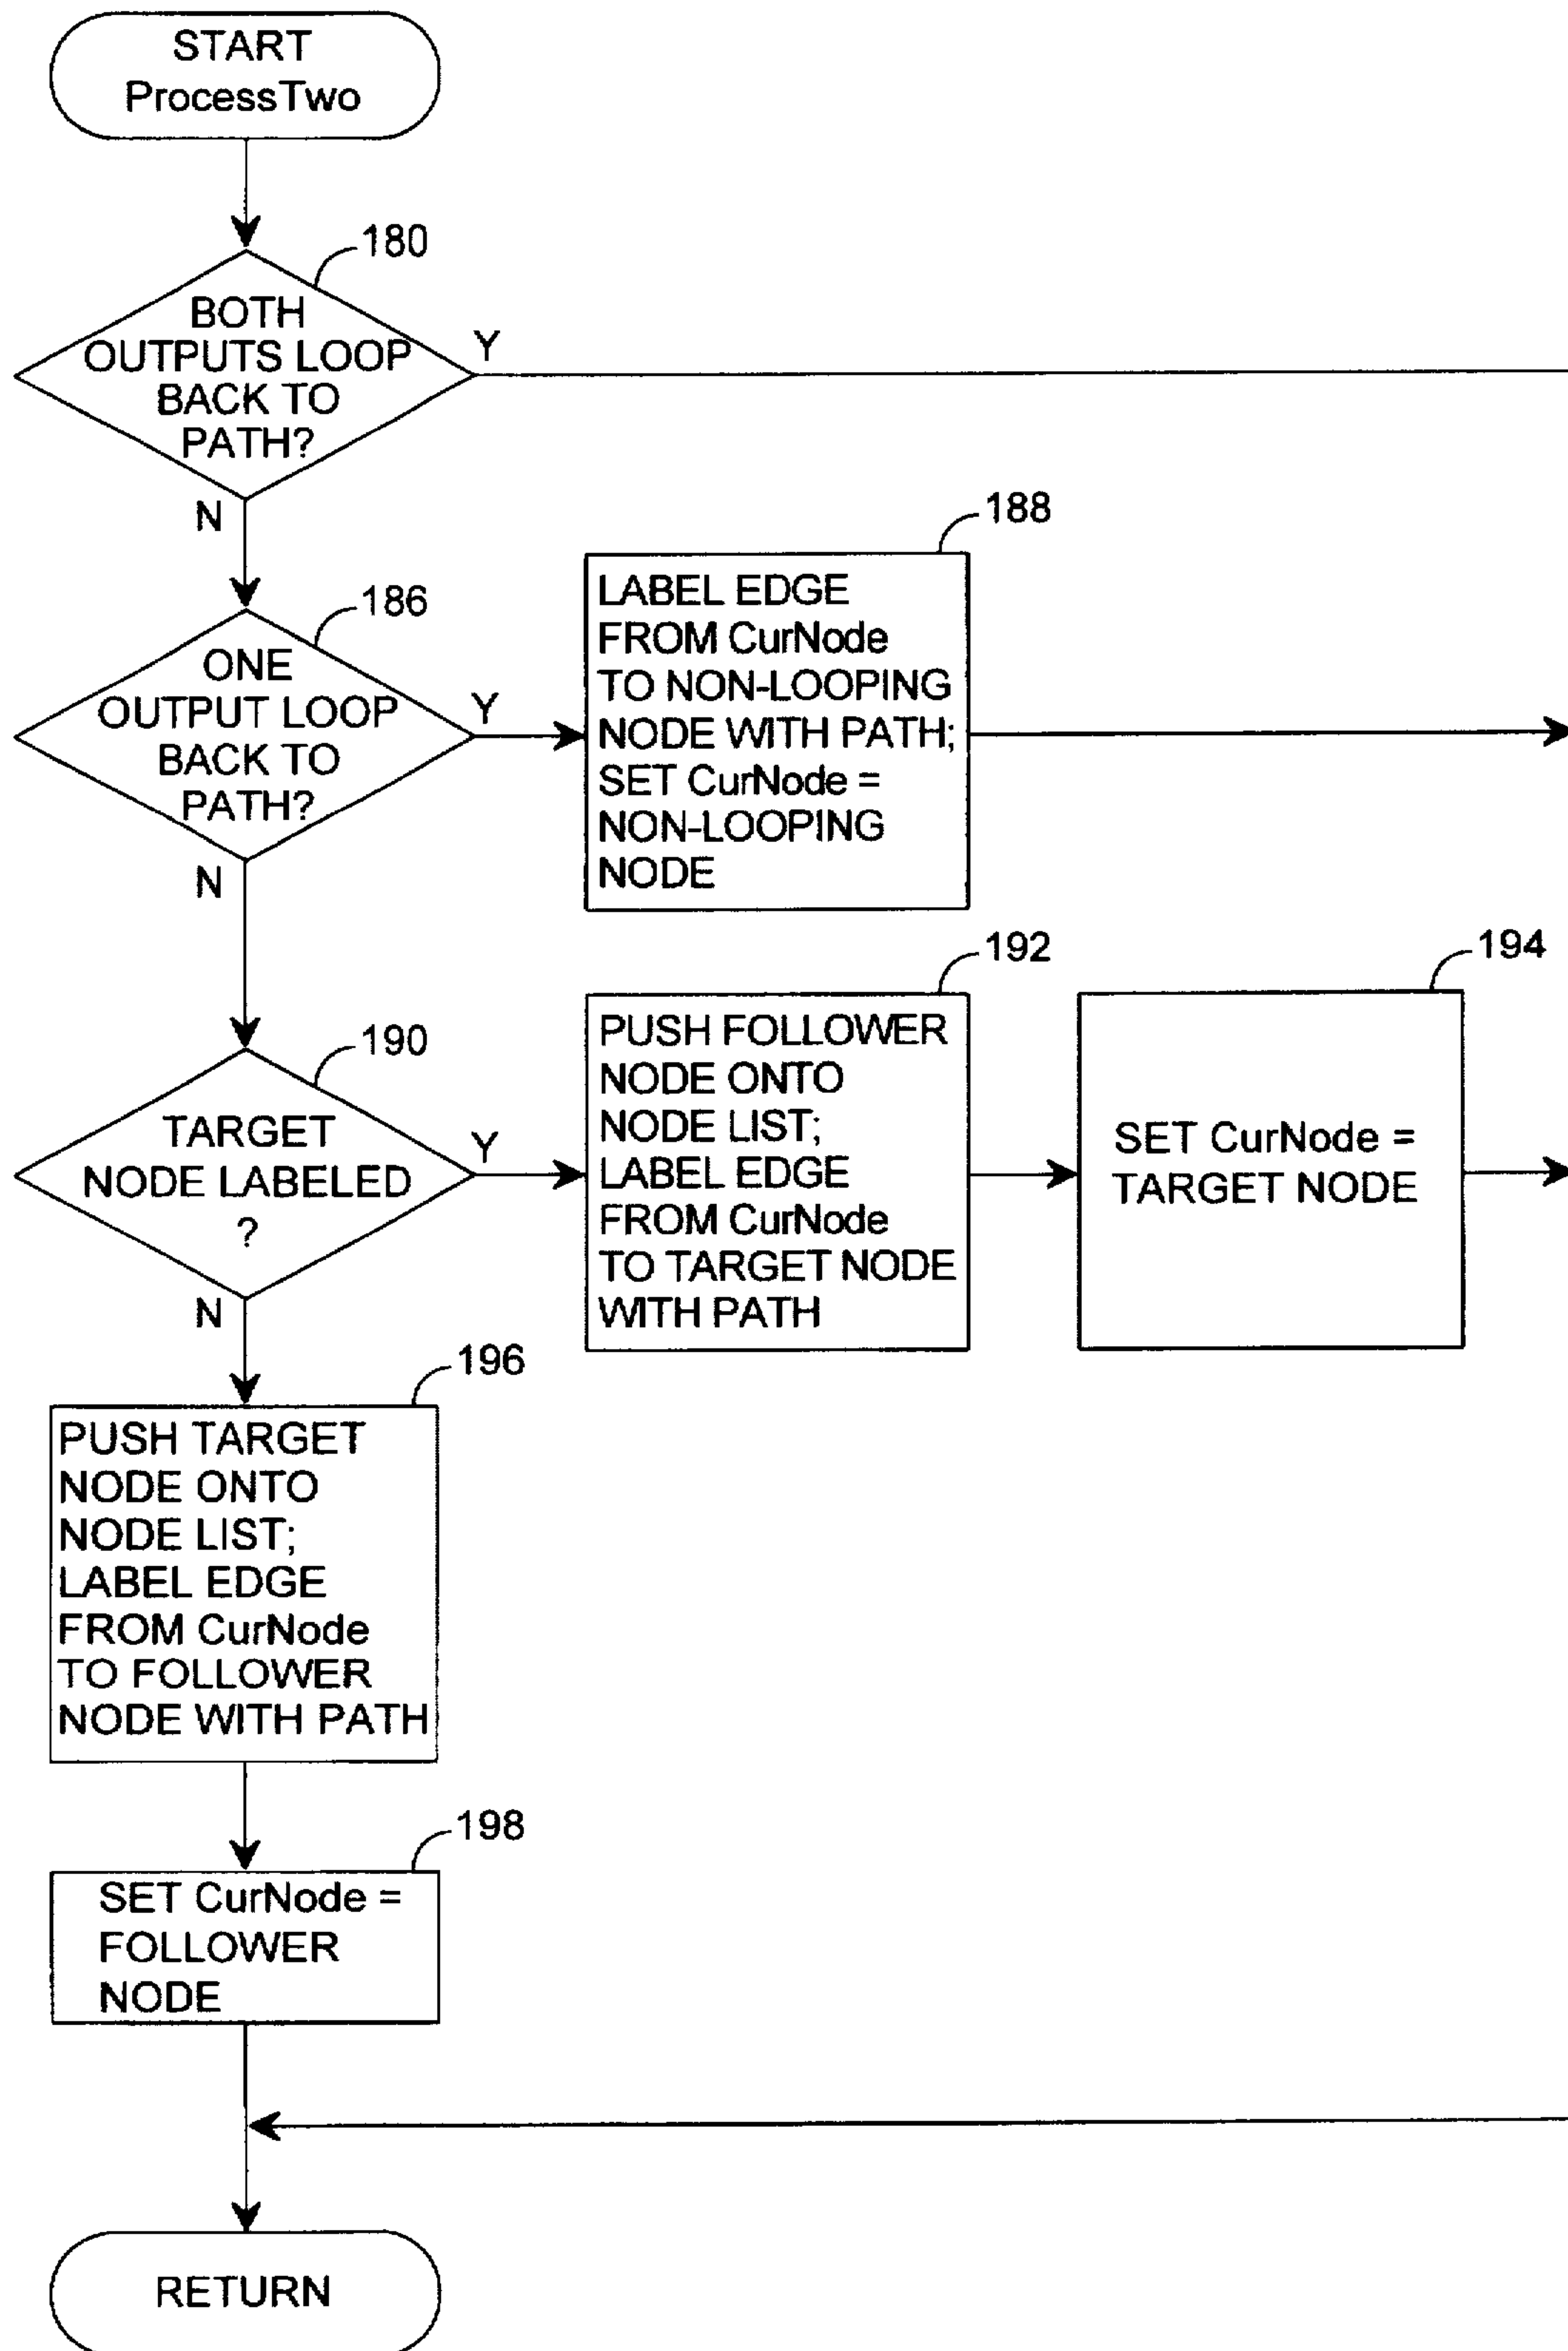 START
ProcessTwo
180
BOTH
OUTPUTS LOOP
BACK TO
PATH?
Y
N
186
ONE
OUTPUT LOOP
BACK TO
PATH?
Y
N
188
LABEL EDGE
FROM CurNode
TO NON-LOOPING
NODE WITH PATH;
SET CurNode =
NON-LOOPING
NODE
190
TARGET
NODE LABELED
?
Y
N
192
PUSH FOLLOWER
NODE ONTO
NODE LIST;
LABEL EDGE
FROM CurNode
TO TARGET NODE
WITH PATH
194
SET CurNode =
TARGET NODE
196
PUSH TARGET
NODE ONTO
NODE LIST;
LABEL EDGE
FROM CurNode
TO FOLLOWER
NODE WITH PATH
198
SET CurNode =
FOLLOWER
NODE
RETURN